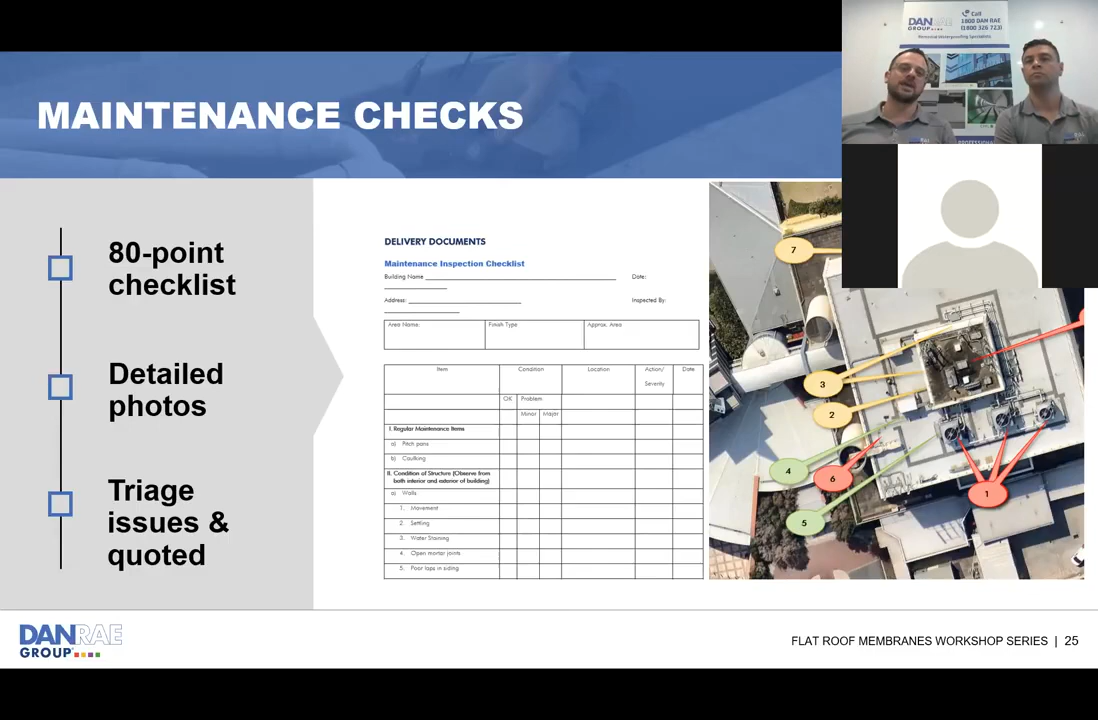 MAINTENANCE CHECKS
DANRAE
GROUP
Call
1800 DAN RAE
(1800 326 723)
Remedial Waterproofing Specialists
80-point
checklist
Detailed
photos
Triage
issues &
quoted
DELIVERY DOCUMENTS
Maintenance Inspection Checklist
Building Name
Date:
Address:
Inspected By:
Area Name:
Finish Type
Approx. Area
Item
Condition
Location
Action/
Severity
Date
OK
Problem
Minor
Major
I. Regular Maintenance Items
a) Pitch pans
b) Caulking
II. Condition of Structure (Observe from
both interior and exterior of building)
a) Walls
1. Movement
2. Settling
3. Water Staining
4. Open mortar joints
5. Poor laps in siding
7
3
2
4
6
5
1
DANRAE
GROUP
FLAT ROOF MEMBRANES WORKSHOP SERIES | 25